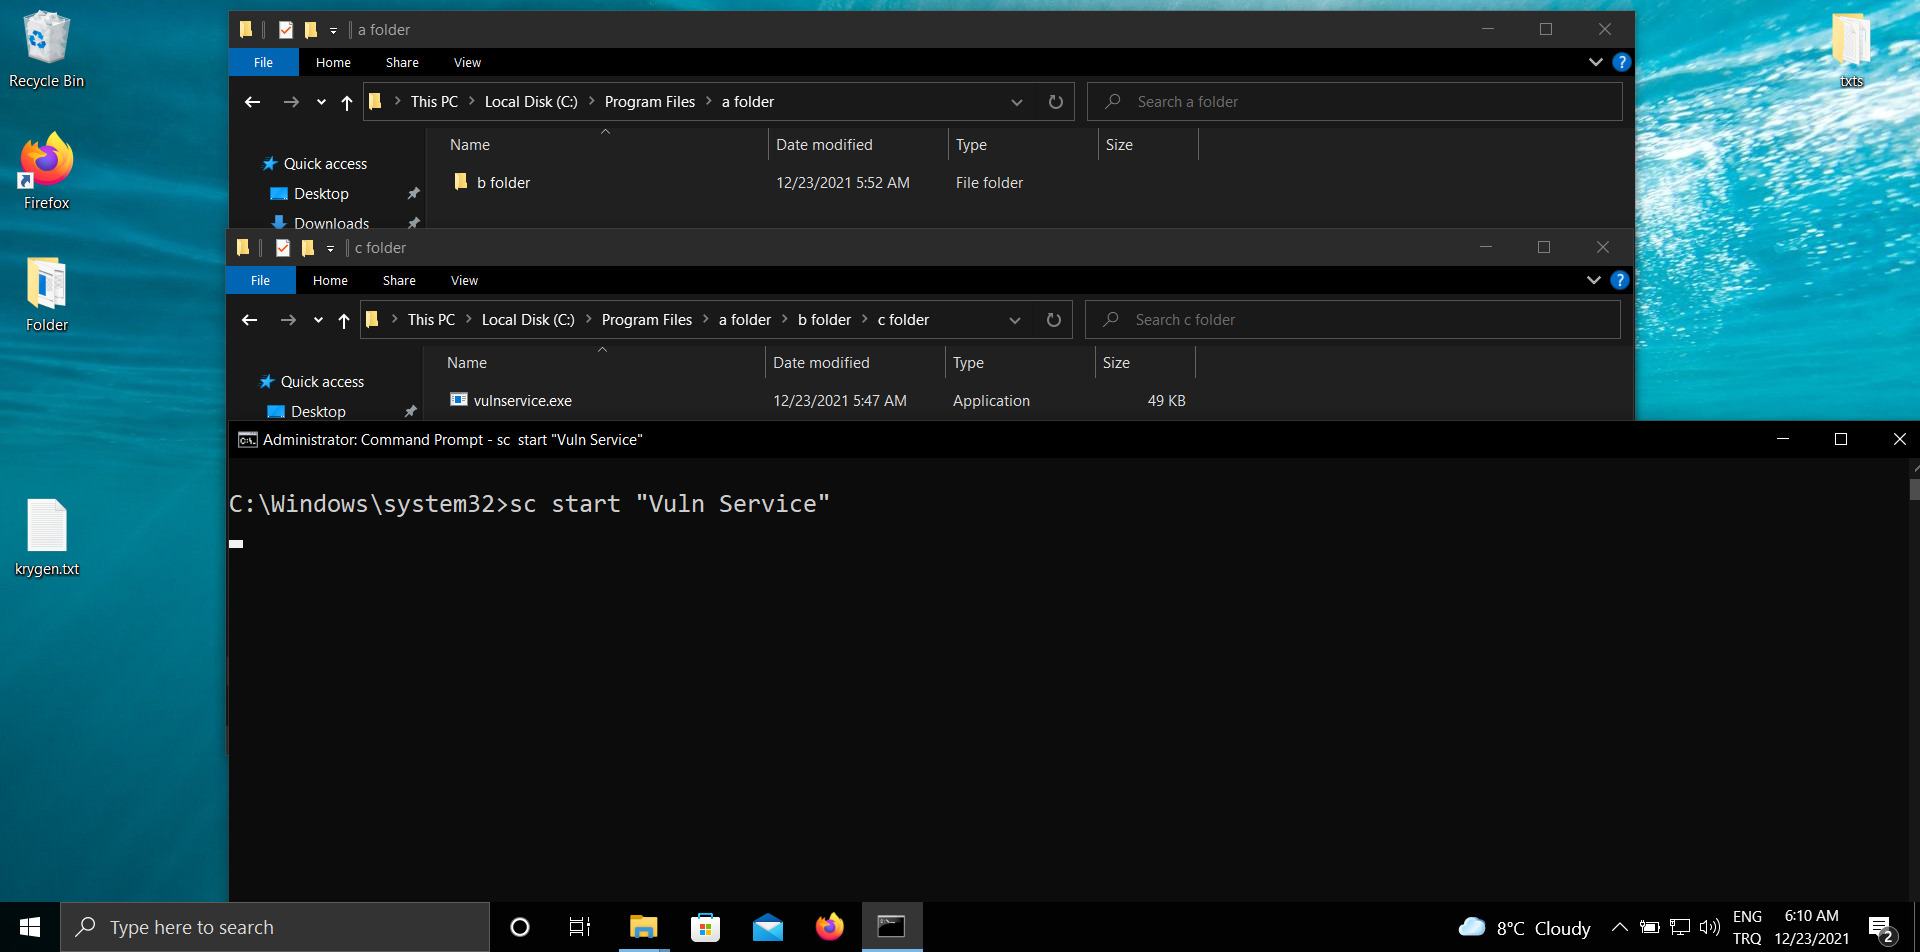 Recycle Bin
Firefox
Folder
krygen.txt
txts
a folder
File Home Share View
This PC Local Disk (C:) Program Files a folder
Search a folder
Name Date modified Type Size
Quick access
Desktop
Downloads
b folder 12/23/2021 5:52 AM File folder
c folder
File Home Share View
This PC Local Disk (C:) Program Files a folder b folder c folder
Search c folder
Name Date modified Type Size
Quick access
Desktop
vulnservice.exe 12/23/2021 5:47 AM Application 49 KB
Administrator: Command Prompt - sc  start "Vuln Service"
C:\Windows\system32>sc start "Vuln Service"
Type here to search
8°C Cloudy
ENG
TRQ
6:10 AM
12/23/2021
2